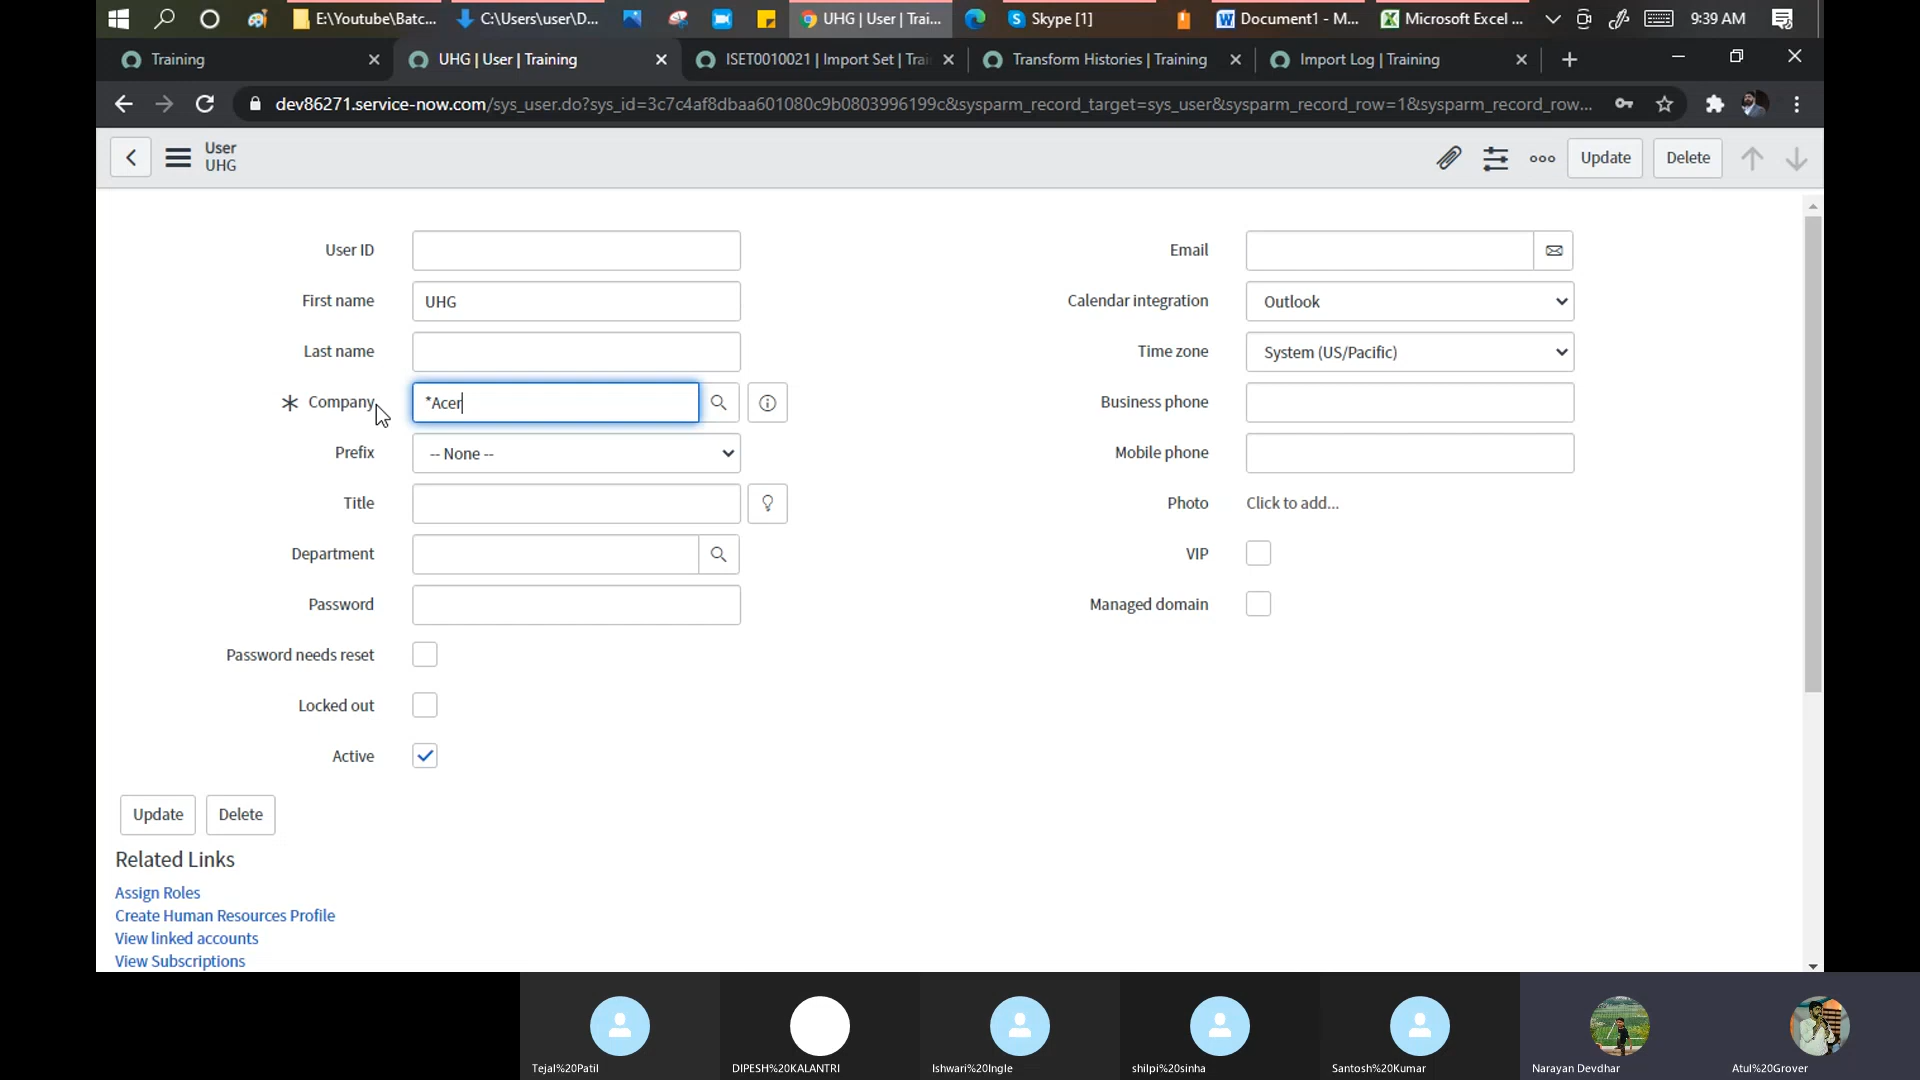 E:\Youtube\Batc...
C:\Users\user\D...
UHG | User | Trai...
Skype [1]
Document1 - M...
Microsoft Excel ...
9:39 AM
Training
UHG | User | Training
ISET0010021 | Import Set | Trai
Transform Histories | Training
Import Log | Training
dev86271.service-now.com/sys_user.do?sys_id=3c7c4af8dbaa601080c9b0803996199c&sysparm_record_target=sys_user&sysparm_record_row=1&sysparm_record_row...
User
UHG
Update
Delete
User ID
Email
First name
UHG
Calendar integration
Outlook
Last name
Time zone
System (US/Pacific)
Company
*Acer
Business phone
Prefix
-- None --
Mobile phone
Title
Photo
Click to add...
Department
VIP
Password
Managed domain
Password needs reset
Locked out
Active
Update
Delete
Related Links
Assign Roles
Create Human Resources Profile
View linked accounts
View Subscriptions
Tejal%20Patil
DIPESH%20KALANTRI
Ishwari%20Ingle
shilpi%20sinha
Santosh%20Kumar
Narayan Devdhar
Atul%20Grover